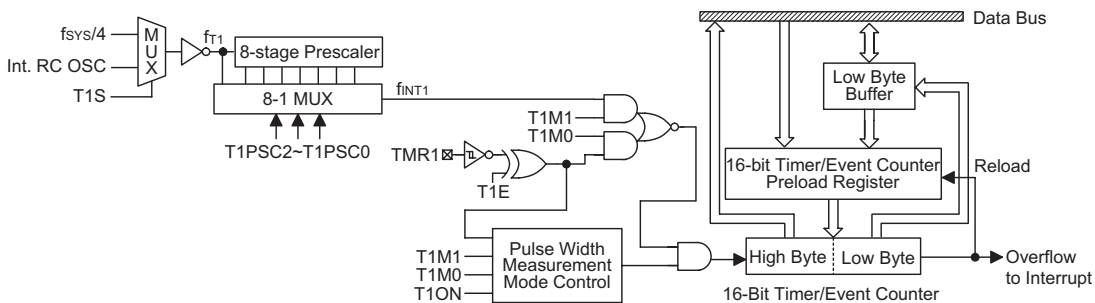 fSYS/4
Int. RC OSC
T1S
M
U
X
fT1
8-stage Prescaler
8-1 MUX
T1PSC2~T1PSC0
fINT1
T1M1
T1M0
TMR1
T1E
T1M1
T1M0
T1ON
Pulse Width
Measurement
Mode Control
Data Bus
Low Byte
Buffer
16-bit Timer/Event Counter
Preload Register
Reload
High Byte
Low Byte
Overflow
to Interrupt
16-Bit Timer/Event Counter